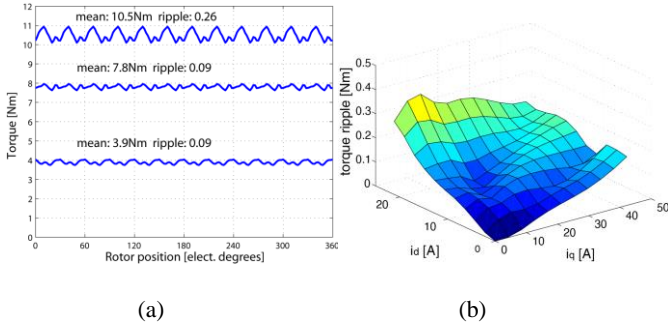 mean: 10.5Nm ripple: 0.26
mean: 7.8Nm ripple: 0.09
mean: 3.9Nm ripple: 0.09
Torque [Nm]
12
11
10
9
8
7
6
5
4
3
2
1
0
0 60 120 180 240 300 360
Rotor position [elect. degrees]
(a)
torque ripple [Nm]
0.5
0.4
0.3
0.2
0.1
0
20
10
0
id [A]
0
10
20
30
40
50
iq [A]
(b)